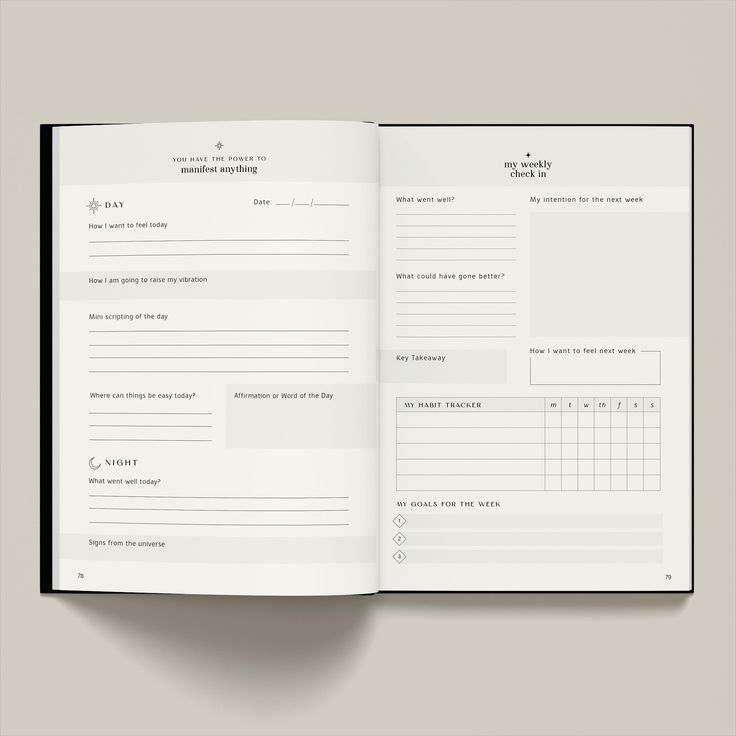 YOU HAVE THE POWER TO
manifest anything
DAY
Date: ___/___/______
How I want to feel today
How I am going to raise my vibration
Mini scripting of the day
Where can things be easy today?
Affirmation or Word of the Day
NIGHT
What went well today?
Signs from the universe
78
my weekly
check in
What went well?
My intention for the next week
What could have gone better?
Key Takeaway
How I want to feel next week
MY HABIT TRACKER m t w th f s s
MY GOALS FOR THE WEEK
1
2
3
79